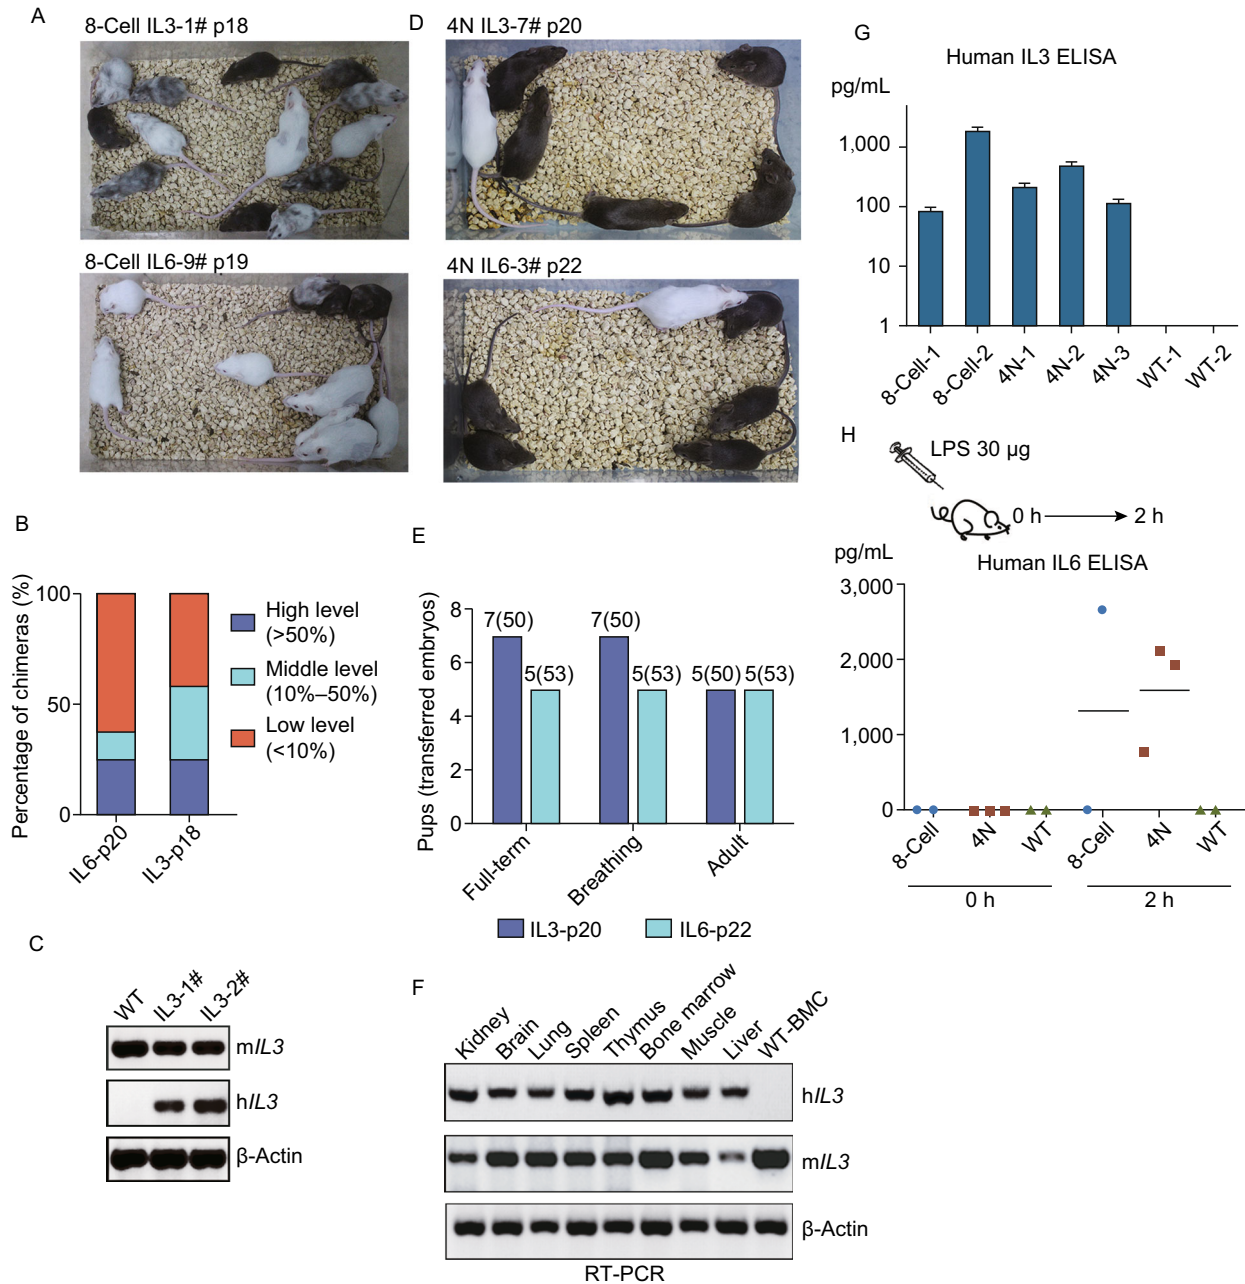 A
8-Cell IL3-1# p18
8-Cell IL6-9# p19
B
Percentage of chimeras (%)
100
50
0
IL6-p20
IL3-p18
High level
(>50%)
Middle level
(10%–50%)
Low level
(<10%)
C
WT
IL3-1#
IL3-2#
mIL3
hIL3
β-Actin
D
4N IL3-7# p20
4N IL6-3# p22
E
Pups (transferred embryos)
8
6
4
2
0
7(50)
5(53)
7(50)
5(53)
5(50)
5(53)
Full-term
Breathing
Adult
IL3-p20
IL6-p22
F
Kidney
Brain
Lung
Spleen
Thymus
Bone marrow
Muscle
Liver
WT-BMC
hIL3
mIL3
β-Actin
RT-PCR
G
Human IL3 ELISA
pg/mL
1,000
100
10
1
8-Cell-1
8-Cell-2
4N-1
4N-2
4N-3
WT-1
WT-2
H
LPS 30 μg
0 h
2 h
pg/mL
Human IL6 ELISA
3,000
2,000
1,000
0
8-Cell
4N
WT
8-Cell
4N
WT
0 h
2 h